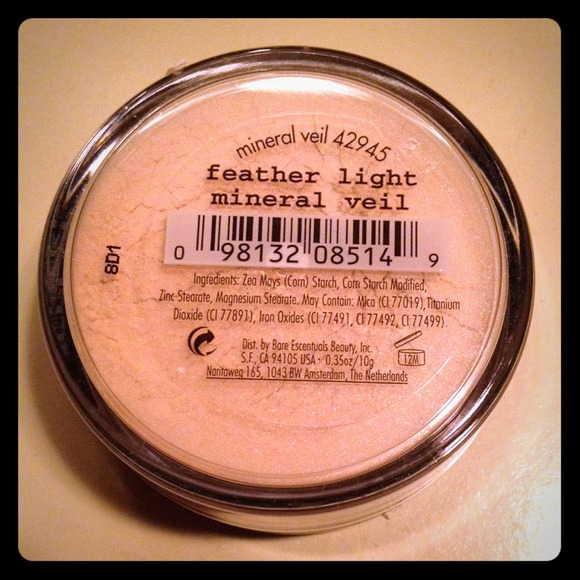 mineral veil 42945
feather light
mineral veil
0 98132 08514 9
8D1
Ingredients: Zea Mays (Corn) Starch, Corn Starch Modified,
Zinc Stearate, Magnesium Stearate. May Contain: Mica (CI 77019), Titanium
Dioxide (CI 77891), Iron Oxides (CI 77491, CI 77492, CI 77499).
Dist. by Bare Escentuals Beauty, Inc.
S.F., CA 94105 USA · 0.35oz/10g
12M
Naritaweg 165, 1043 BW Amsterdam, The Netherlands